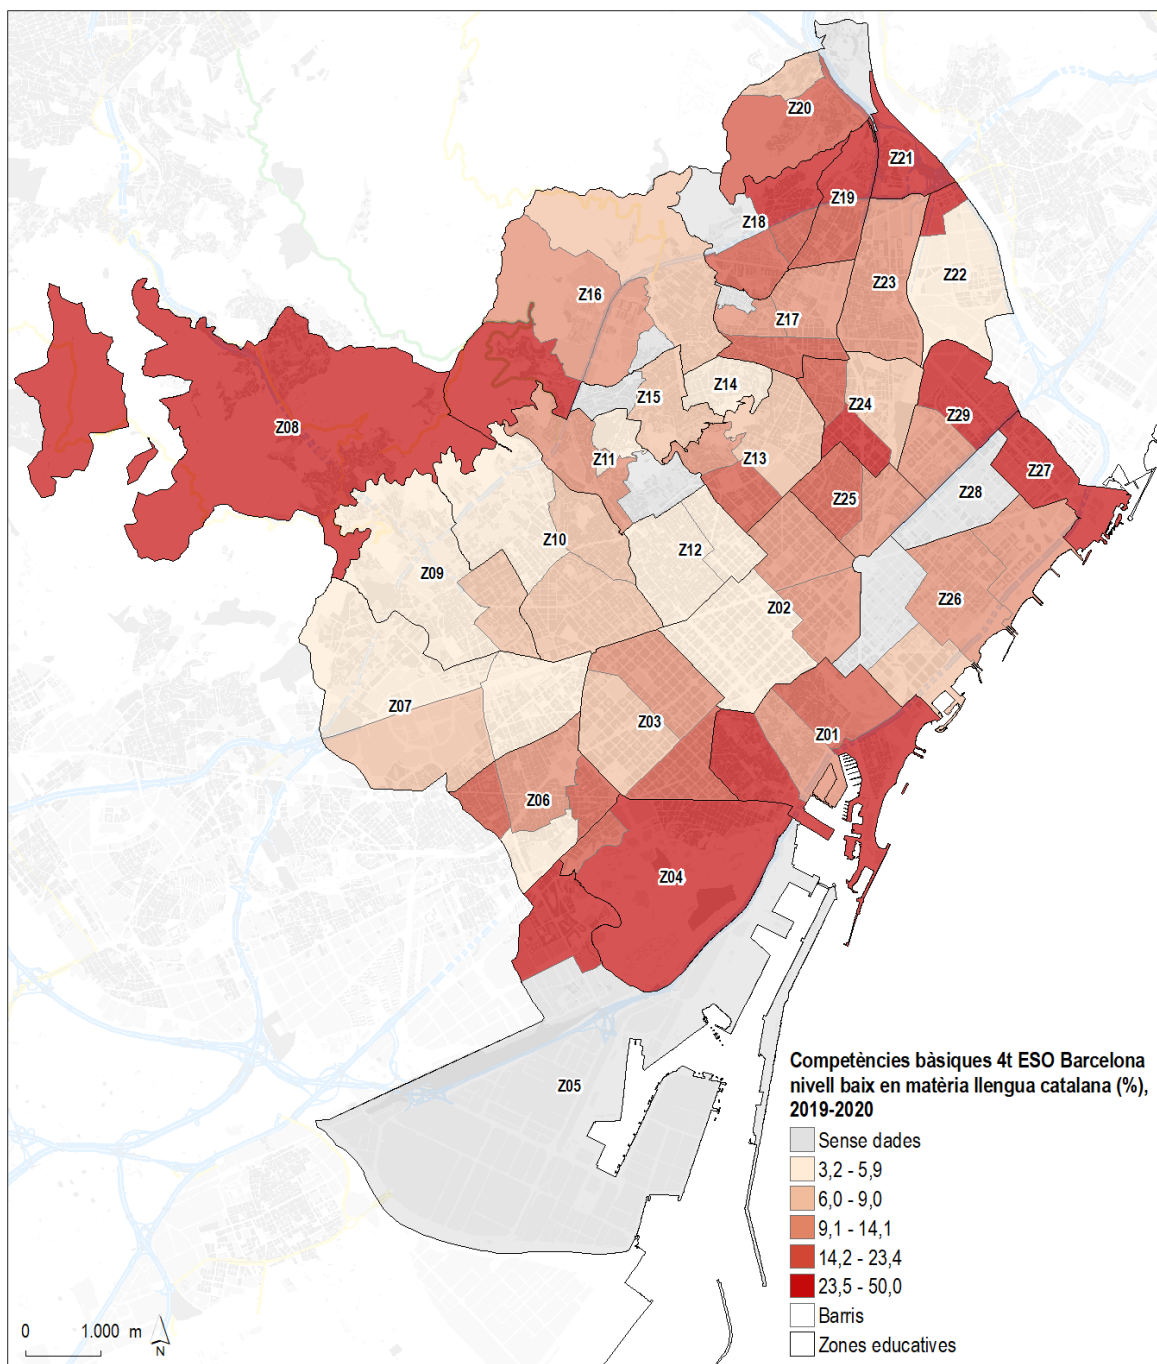 Z20
Z21
Z19
Z18
Z22
Z16
Z23
Z17
Z14
Z15
Z24
Z29
Z08
Z11
Z13
Z27
Z28
Z25
Z10
Z12
Z09
Z26
Z02
Z07
Z03
Z01
Z06
Z04
Z05
Competències bàsiques 4t ESO Barcelona
nivell baix en matèria llengua catalana (%),
2019-2020
Sense dades
3,2 - 5,9
6,0 - 9,0
9,1 - 14,1
14,2 - 23,4
23,5 - 50,0
Barris
Zones educatives
0 1.000 m
N